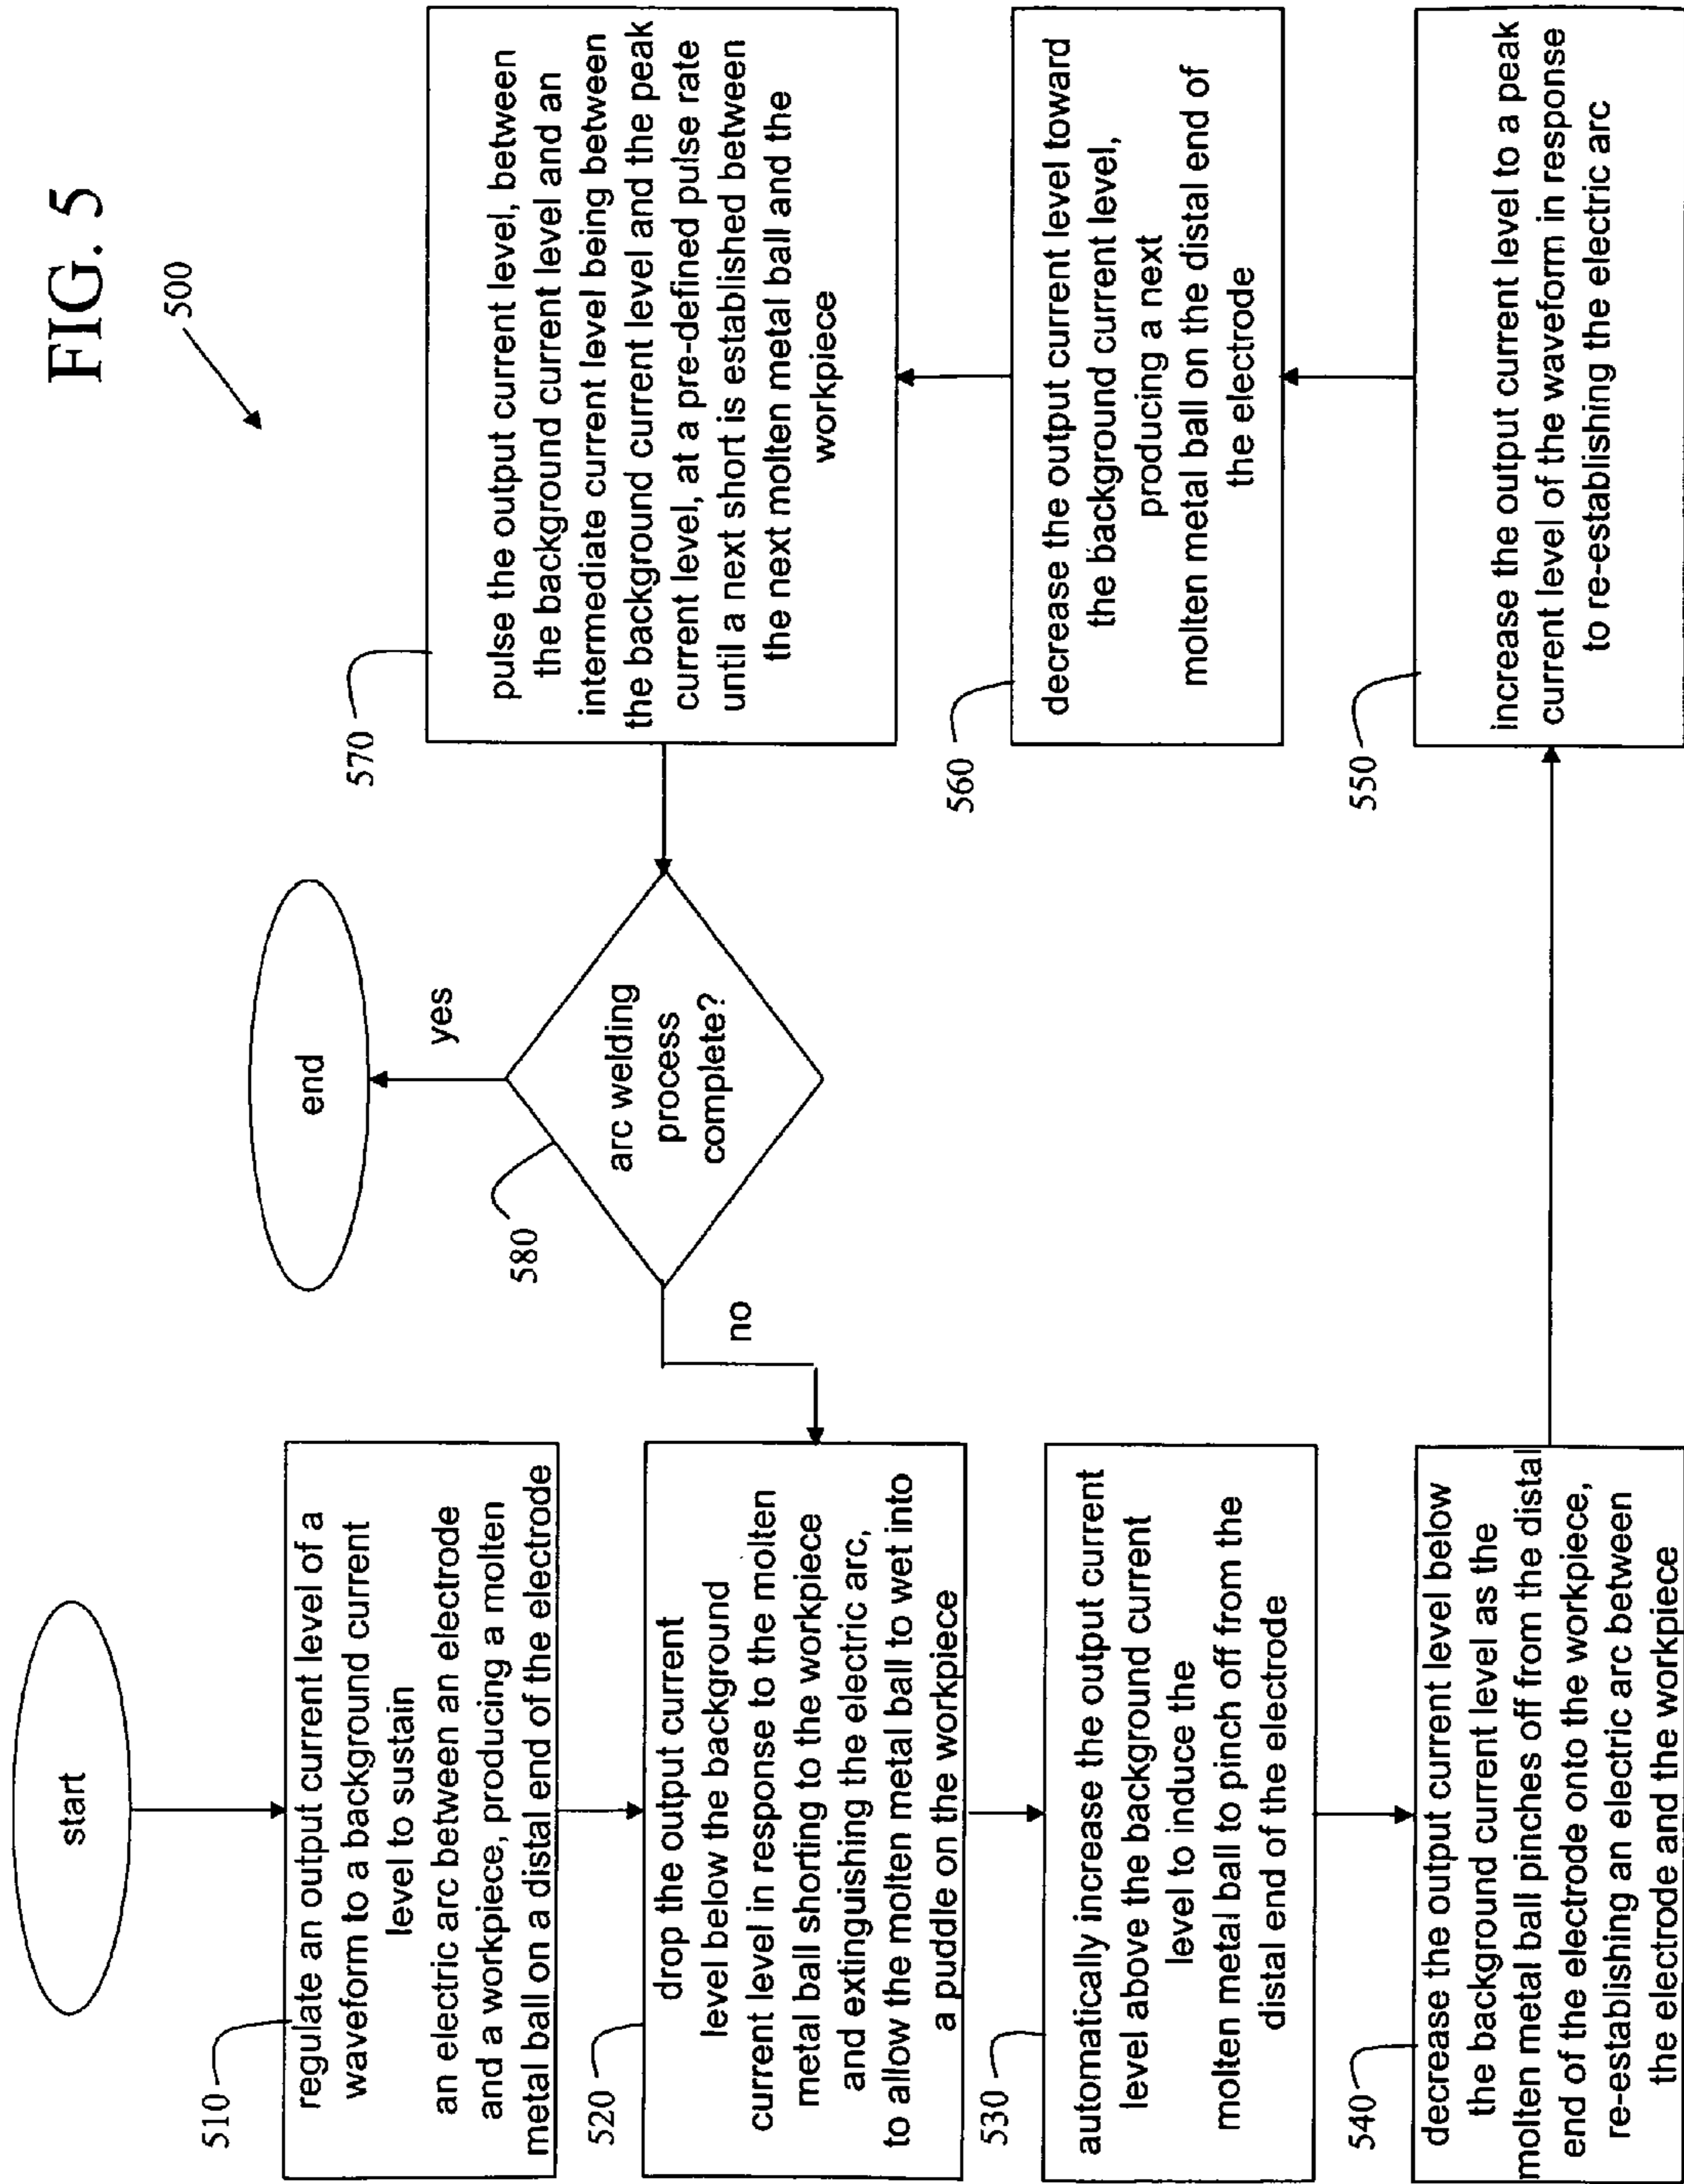 FIG. 5
500
start
510
regulate an output current level of a
waveform to a background current
level to sustain
an electric arc between an electrode
and a workpiece, producing a molten
metal ball on a distal end of the electrode
520
drop the output current
level below the background
current level in response to the molten
metal ball shorting to the workpiece
and extinguishing the electric arc,
to allow the molten metal ball to wet into
a puddle on the workpiece
530
automatically increase the output current
level above the background current
level to induce the
molten metal ball to pinch off from the
distal end of the electrode
540
decrease the output current level below
the background current level as the
molten metal ball pinches off from the distal
end of the electrode onto the workpiece,
re-establishing an electric arc between
the electrode and the workpiece
550
increase the output current level to a peak
current level of the waveform in response
to re-establishing the electric arc
560
decrease the output current level toward
the background current level,
producing a next
molten metal ball on the distal end of
the electrode
570
pulse the output current level, between
the background current level and an
intermediate current level being between
the background current level and the peak
current level, at a pre-defined pulse rate
until a next short is established between
the next molten metal ball and the
workpiece
580
arc welding
process
complete?
yes
no
end